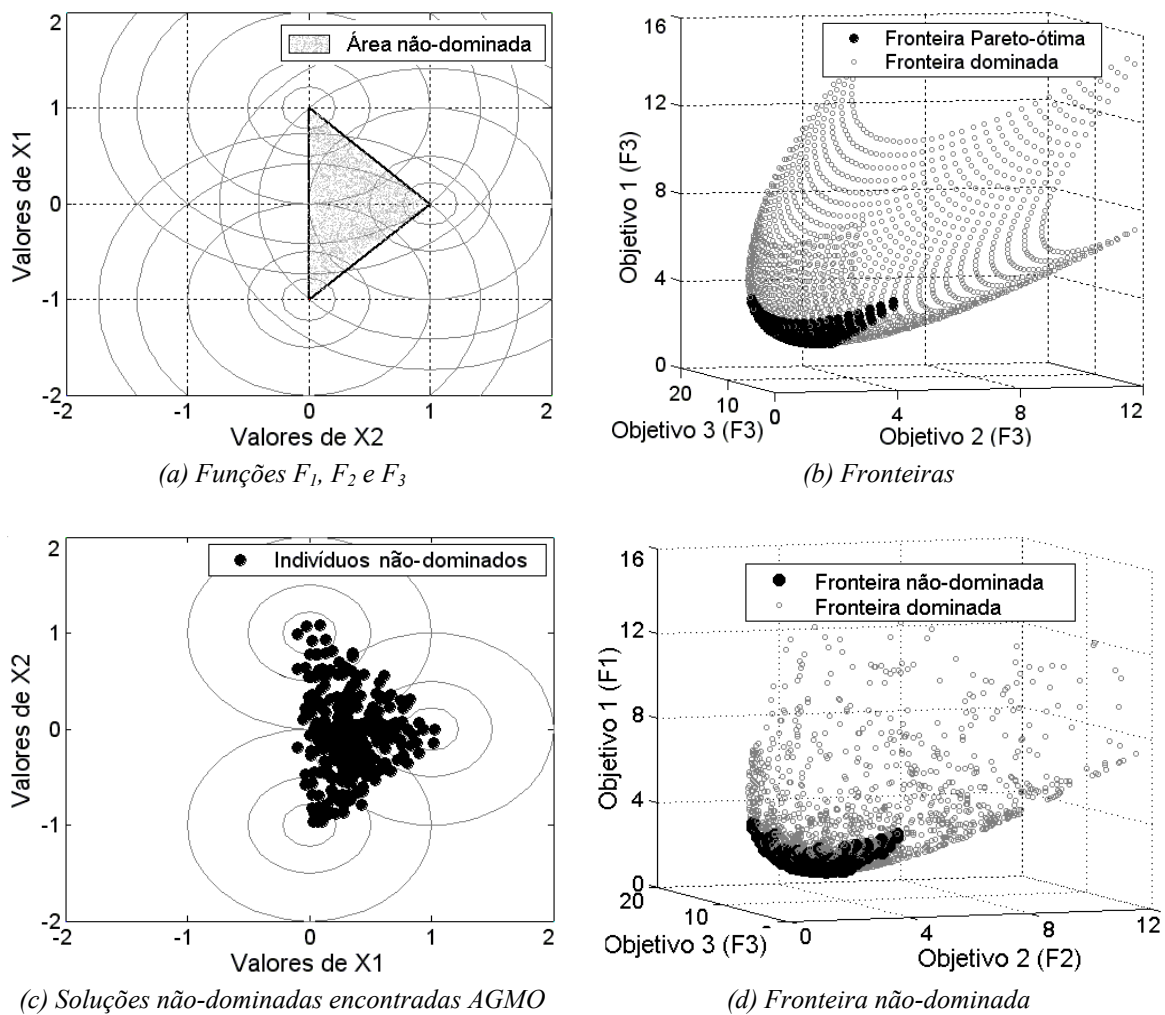 2
Área não-dominada
1
0
-1
-2
Valores de X1
-2
-1
0
1
2
Valores de X2
(a) Funções F1, F2 e F3
16
Fronteira Pareto-ótima
Fronteira dominada
12
8
4
0
Objetivo 1 (F3)
20
10
0
4
8
12
Objetivo 3 (F3)
Objetivo 2 (F3)
(b) Fronteiras
2
Indivíduos não-dominados
1
0
-1
-2
Valores de X2
-2
-1
0
1
2
Valores de X1
(c) Soluções não-dominadas encontradas AGMO
16
Fronteira não-dominada
Fronteira dominada
12
8
4
0
Objetivo 1 (F1)
20
10
0
4
8
12
Objetivo 3 (F3)
Objetivo 2 (F2)
(d) Fronteira não-dominada